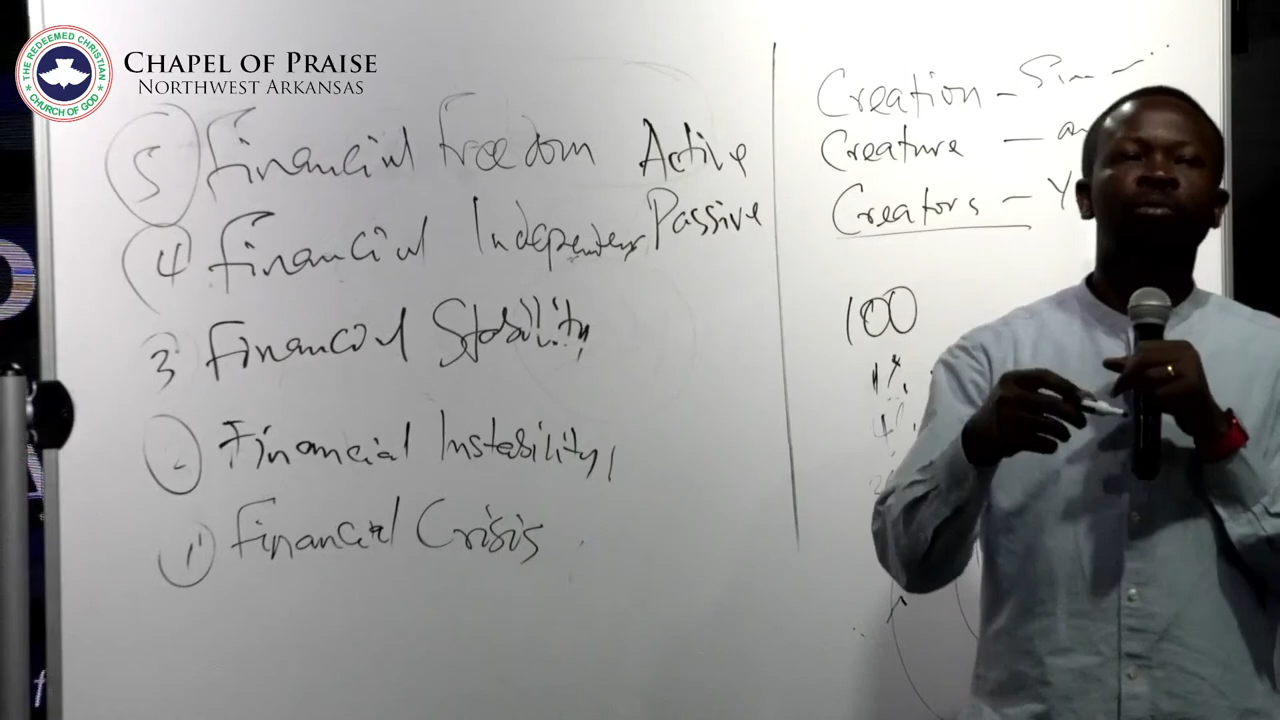 THE REDEEMED CHRISTIAN
CHURCH OF GOD
CHAPEL OF PRAISE
NORTHWEST ARKANSAS
5 Financial Freedom Active
4 Financial Passive
3 Financial Stability
2 Financial Instability
1 Financial Crisis
Creation –
Creature –
Creators – Y
100
1%